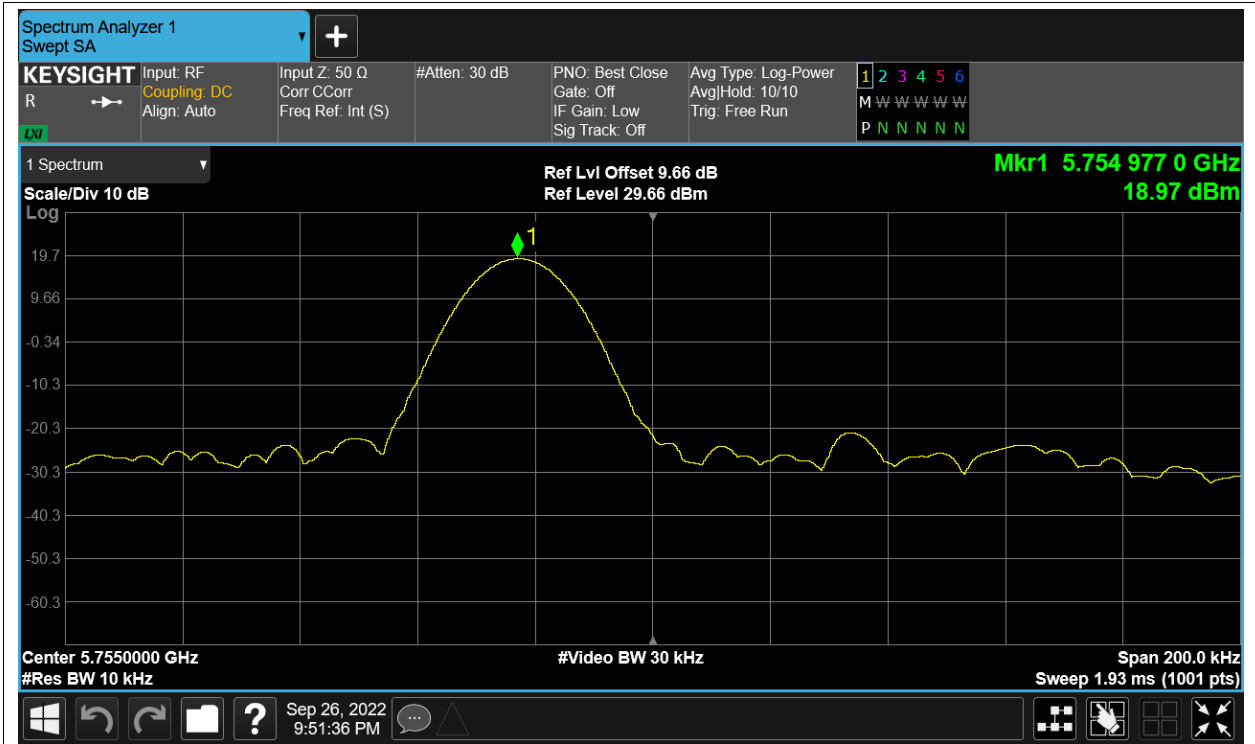 Spectrum Analyzer 1
Swept SA
KEYSIGHT
R
LXI
Input: RF
Coupling: DC
Align: Auto
Input Z: 50 Ω
Corr CCorr
Freq Ref: Int (S)
#Atten: 30 dB
PNO: Best Close
Gate: Off
IF Gain: Low
Sig Track: Off
Avg Type: Log-Power
Avg|Hold: 10/10
Trig: Free Run
1 2 3 4 5 6
M W W W W W
P N N N N N
1 Spectrum
Scale/Div 10 dB
Log
Ref Lvl Offset 9.66 dB
Ref Level 29.66 dBm
Mkr1 5.754 977 0 GHz
18.97 dBm
1
19.7
9.66
-0.34
-10.3
-20.3
-30.3
-40.3
-50.3
-60.3
Center 5.7550000 GHz
#Res BW 10 kHz
#Video BW 30 kHz
Span 200.0 kHz
Sweep 1.93 ms (1001 pts)
?
Sep 26, 2022
9:51:36 PM